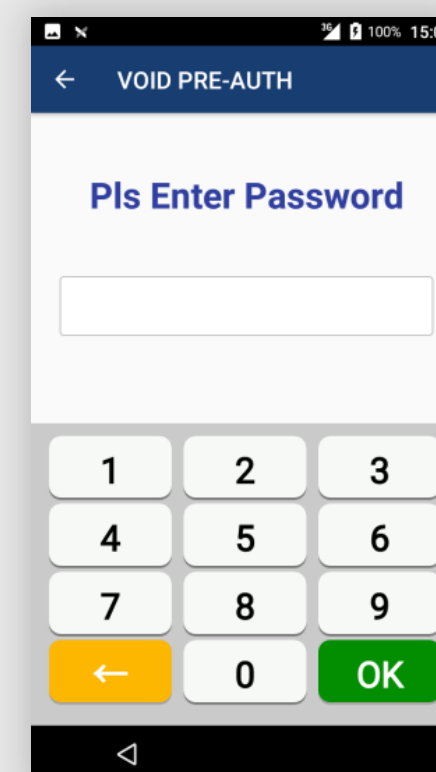 3G 100% 15:0
← VOID PRE-AUTH
Pls Enter Password
1 2 3
4 5 6
7 8 9
← 0 OK